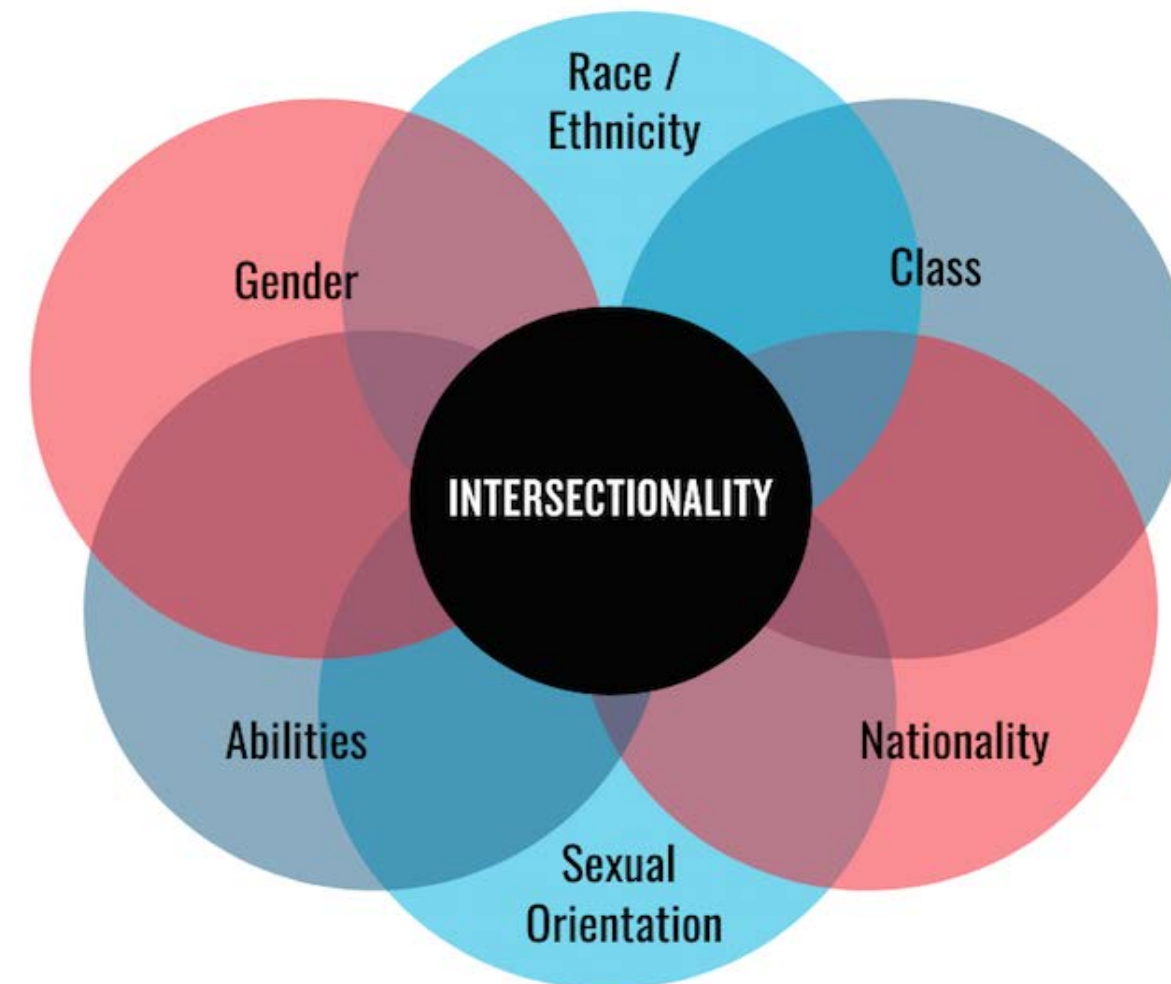 Race /
Ethnicity
Gender
Class
INTERSECTIONALITY
Abilities
Nationality
Sexual
Orientation